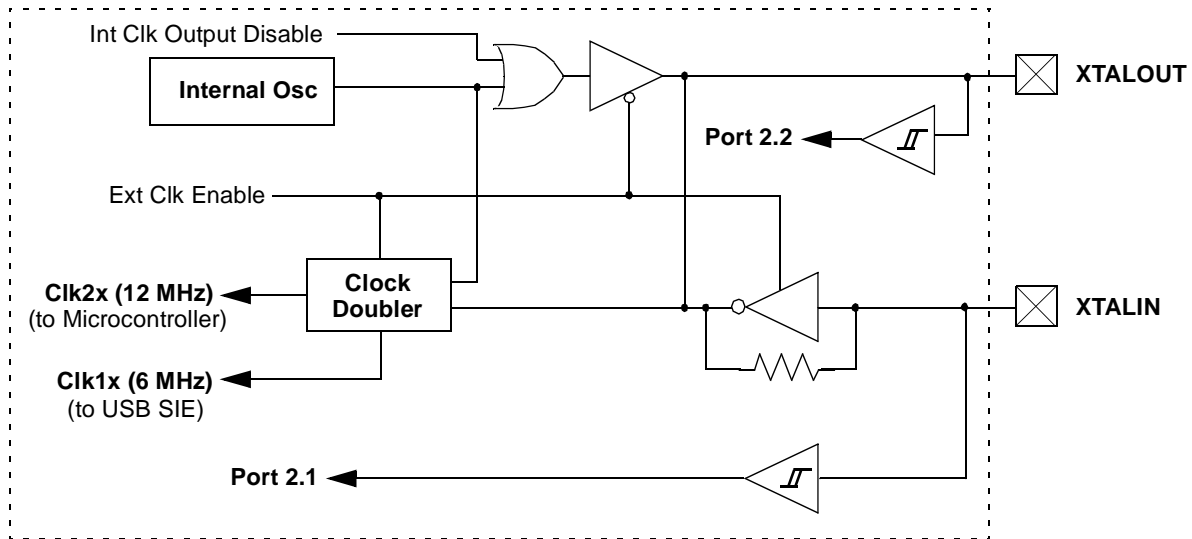 Int Clk Output Disable
Internal Osc
XTALOUT
Port 2.2
Ext Clk Enable
Clock
Doubler
Clk2x (12 MHz)
(to Microcontroller)
XTALIN
Clk1x (6 MHz)
(to USB SIE)
Port 2.1